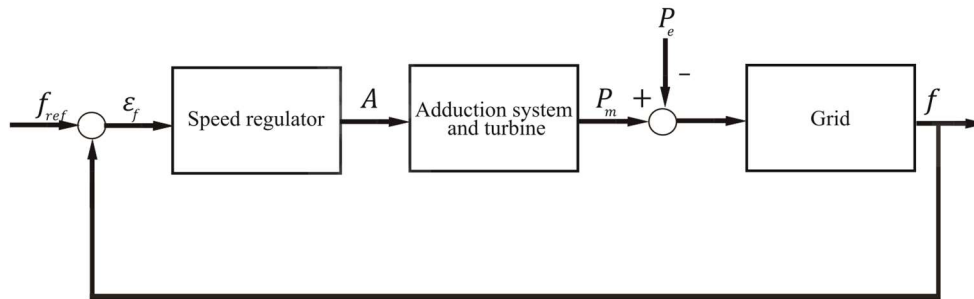 P_e
–
f_ref
ε_f
Speed regulator
A
Adduction system
and turbine
P_m
+
Grid
f